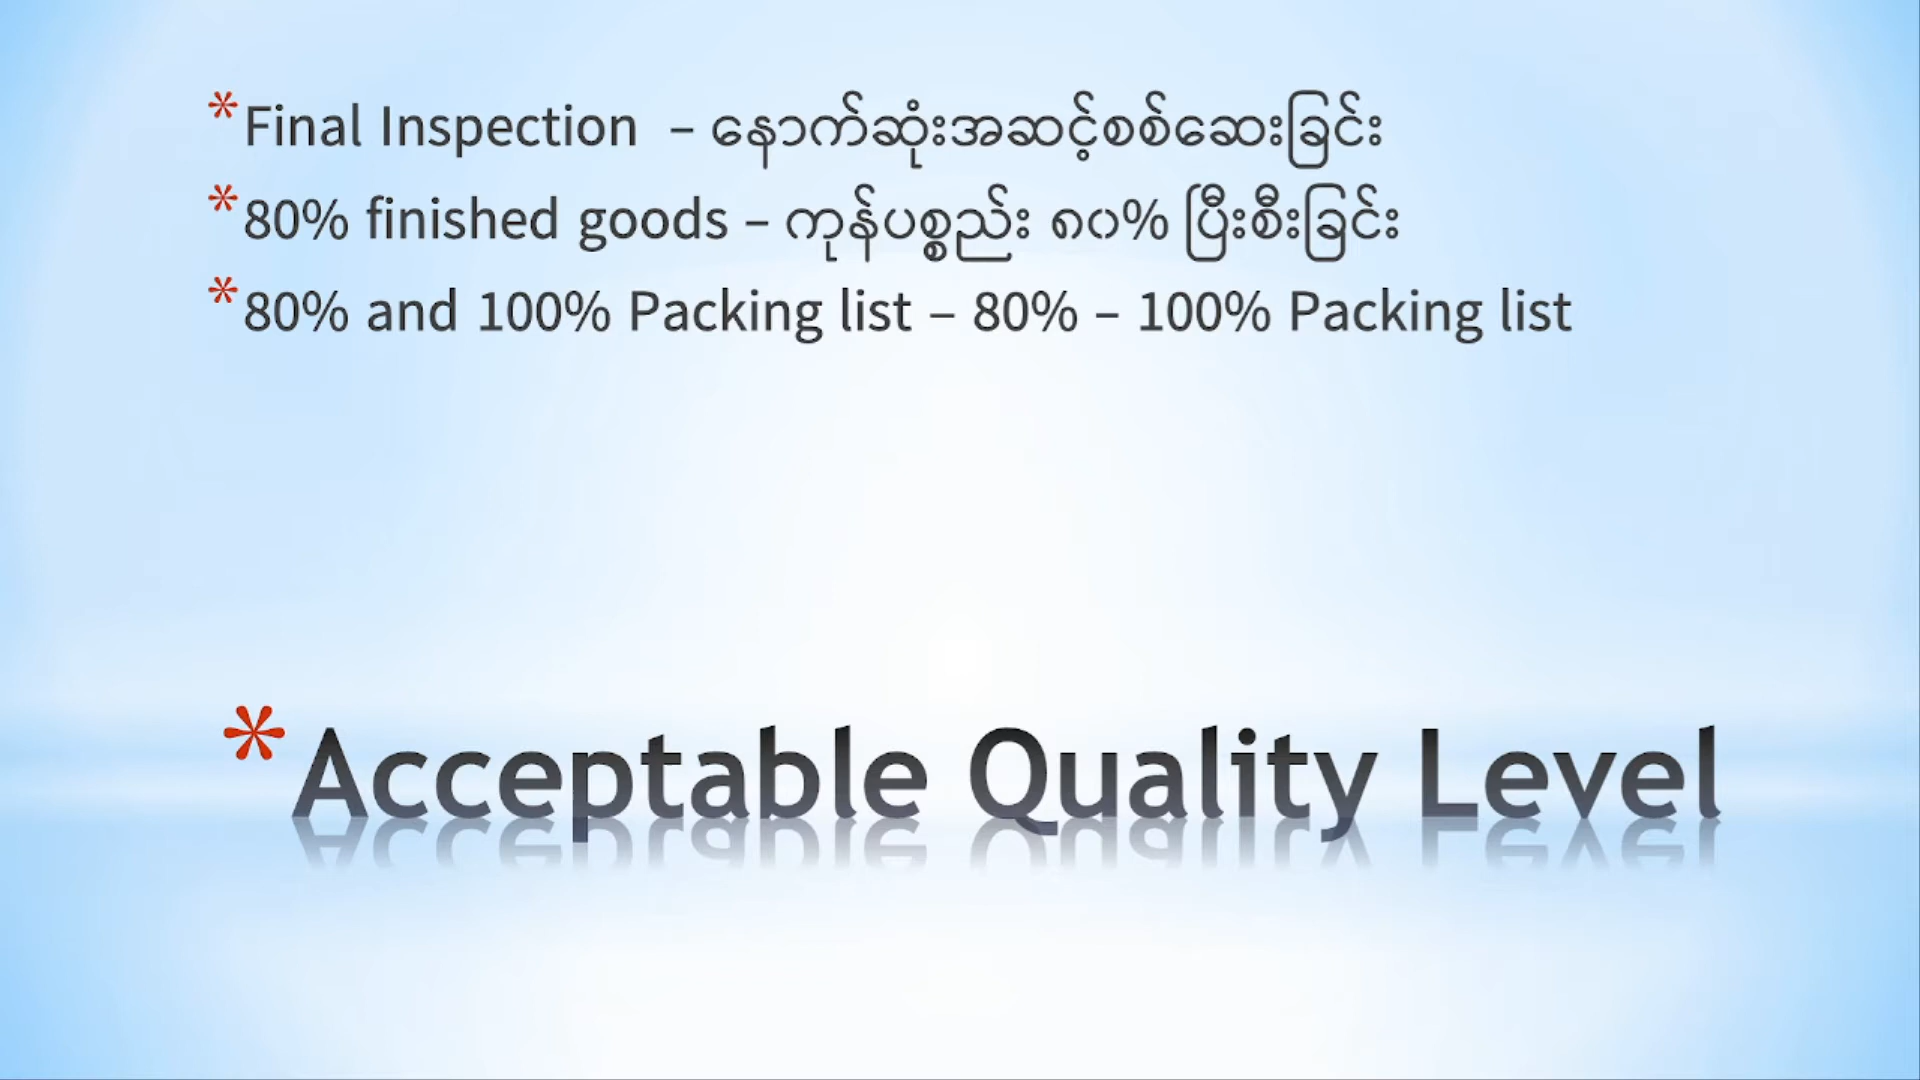 *Final Inspection – နောက်ဆုံးအဆင့်စစ်ဆေးခြင်း
*80% finished goods – ကုန်ပစ္စည်း ၈၀% ပြီးစီးခြင်း
*80% and 100% Packing list – 80% – 100% Packing list
*Acceptable Quality Level